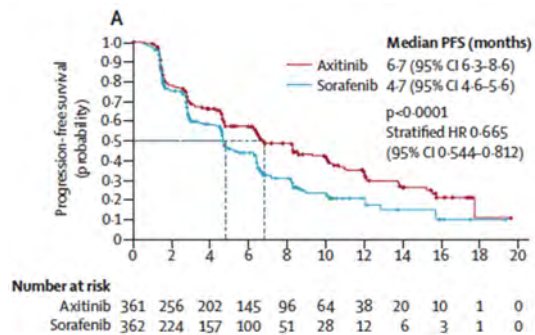 A
Median PFS (months)
Axitinib 6·7 (95% CI 6·3–8·6)
Sorafenib 4·7 (95% CI 4·6–5·6)
p<0·0001
Stratified HR 0·665
(95% CI 0·544–0·812)
Progression-free survival
(probability)
1·0
0·9
0·8
0·7
0·6
0·5
0·4
0·3
0·2
0·1
0
0 2 4 6 8 10 12 14 16 18 20
Number at risk
Axitinib 361 256 202 145 96 64 38 20 10 1 0
Sorafenib 362 224 157 100 51 28 12 6 3 1 0